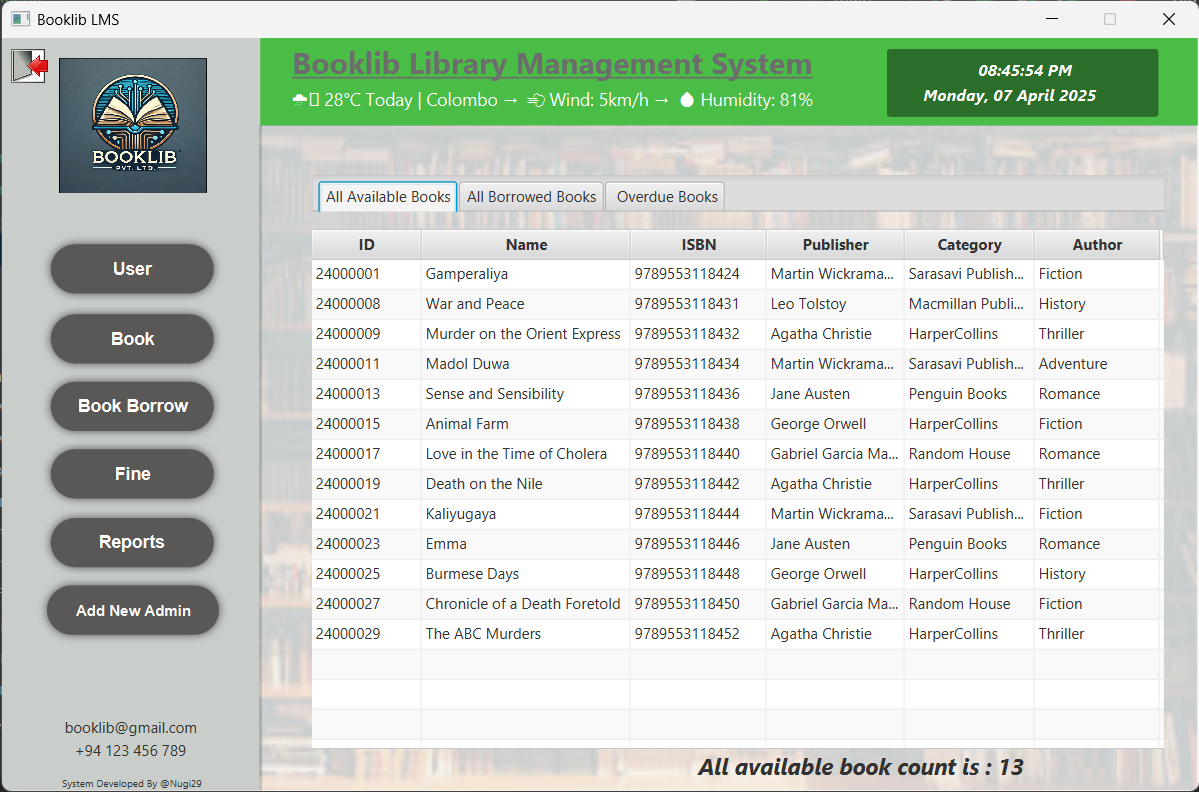 Booklib LMS
BOOKLIB
PVT. LTD.
User
Book
Book Borrow
Fine
Reports
Add New Admin
booklib@gmail.com
+94 123 456 789
System Developed By @Nugi29
Booklib Library Management System
28°C Today | Colombo → Wind: 5km/h → Humidity: 81%
08:45:54 PM
Monday, 07 April 2025
All Available Books All Borrowed Books Overdue Books
ID Name ISBN Publisher Category Author
24000001 Gamperaliya 9789553118424 Martin Wickrama... Sarasavi Publish... Fiction
24000008 War and Peace 9789553118431 Leo Tolstoy Macmillan Publi... History
24000009 Murder on the Orient Express 9789553118432 Agatha Christie HarperCollins Thriller
24000011 Madol Duwa 9789553118434 Martin Wickrama... Sarasavi Publish... Adventure
24000013 Sense and Sensibility 9789553118436 Jane Austen Penguin Books Romance
24000015 Animal Farm 9789553118438 George Orwell HarperCollins Fiction
24000017 Love in the Time of Cholera 9789553118440 Gabriel Garcia Ma... Random House Romance
24000019 Death on the Nile 9789553118442 Agatha Christie HarperCollins Thriller
24000021 Kaliyugaya 9789553118444 Martin Wickrama... Sarasavi Publish... Fiction
24000023 Emma 9789553118446 Jane Austen Penguin Books Romance
24000025 Burmese Days 9789553118448 George Orwell HarperCollins History
24000027 Chronicle of a Death Foretold 9789553118450 Gabriel Garcia Ma... Random House Fiction
24000029 The ABC Murders 9789553118452 Agatha Christie HarperCollins Thriller
All available book count is : 13